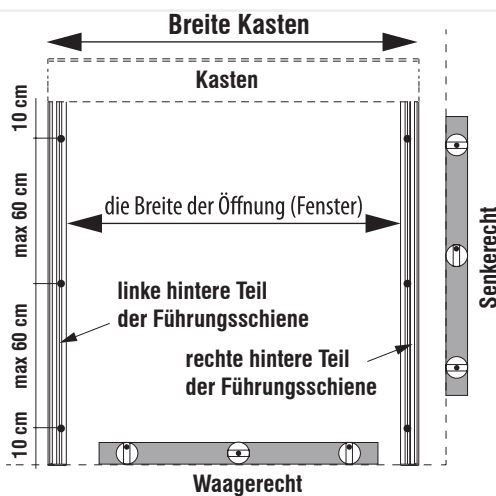 Breite Kasten
Kasten
10 cm
max 60 cm
die Breite der Öffnung (Fenster)
Senkerecht
linke hintere Teil
der Führungsschiene
max 60 cm
rechte hintere Teil
der Führungsschiene
10 cm
Waagerecht